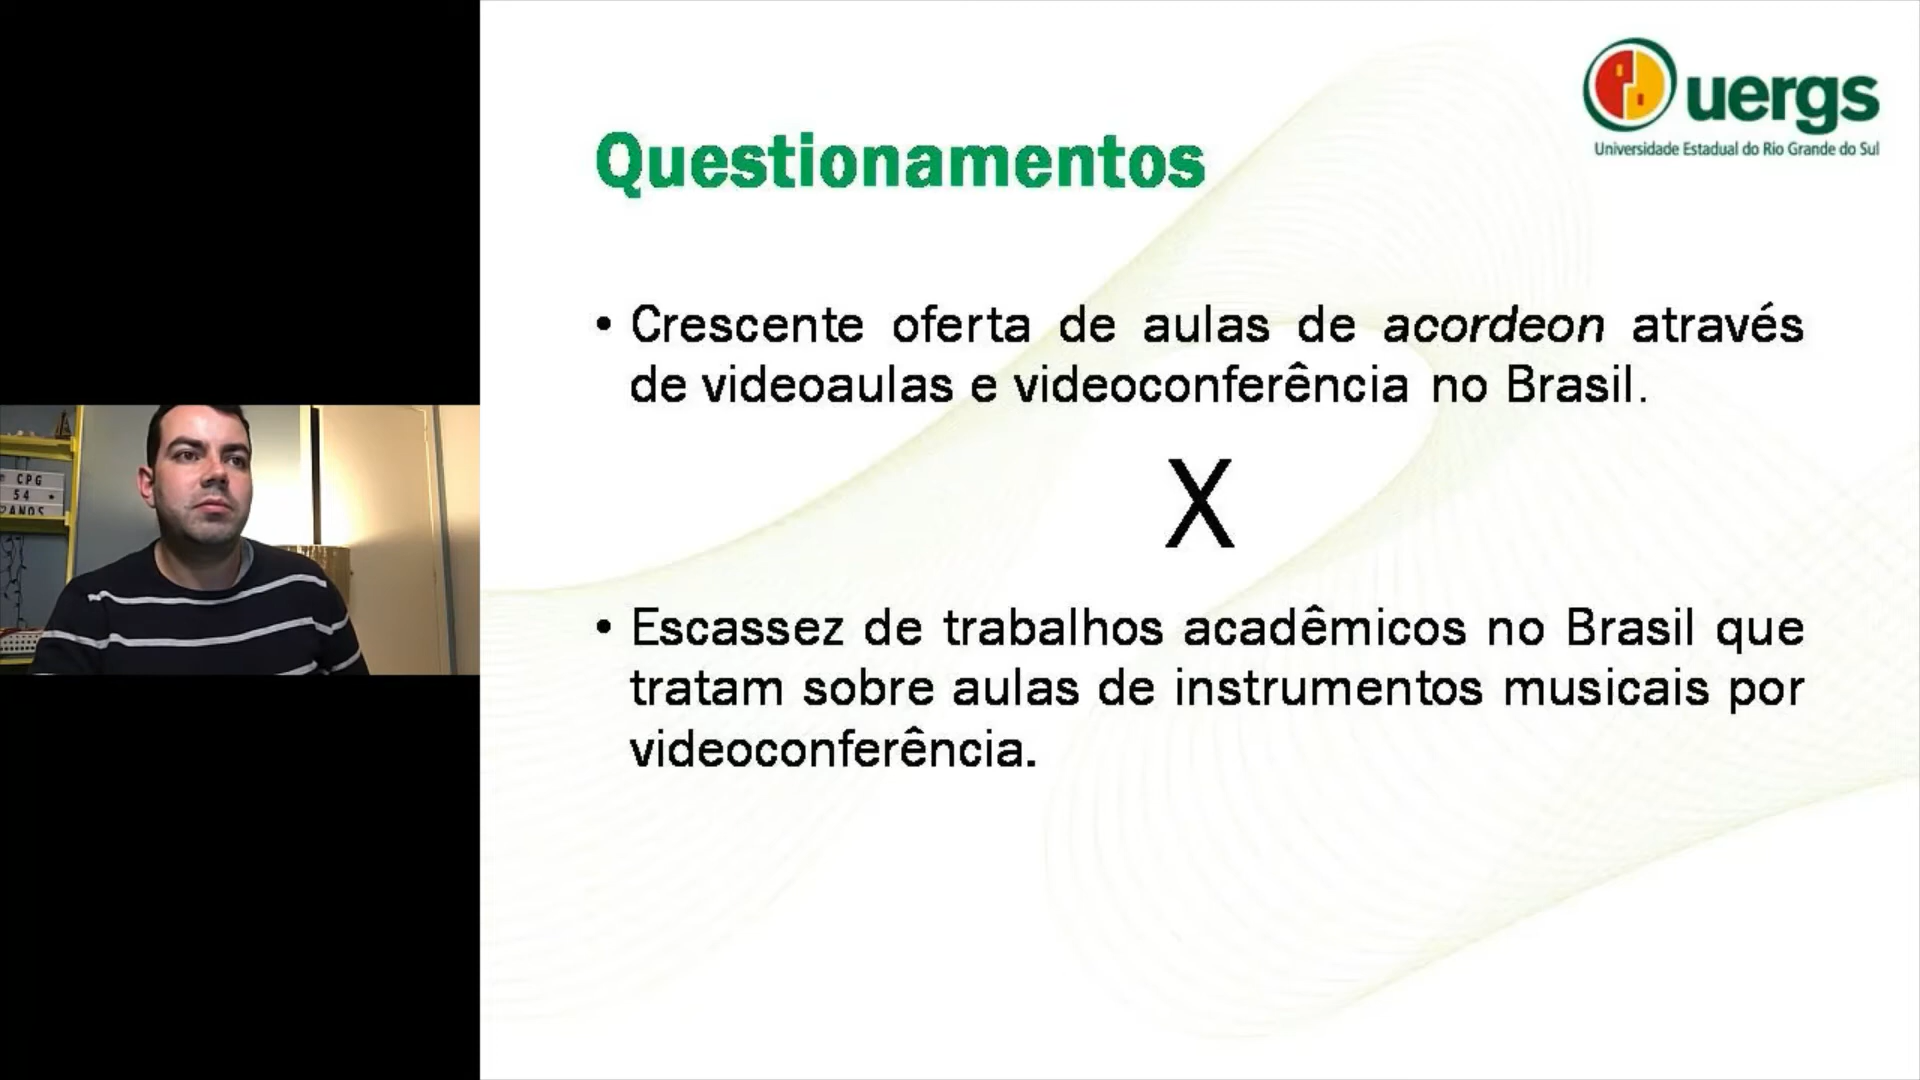 uergs
Universidade Estadual do Rio Grande do Sul
Questionamentos
• Crescente oferta de aulas de acordeon através
de videoaulas e videoconferência no Brasil.
X
• Escassez de trabalhos acadêmicos no Brasil que
tratam sobre aulas de instrumentos musicais por
videoconferência.
CPG
54
ANOS